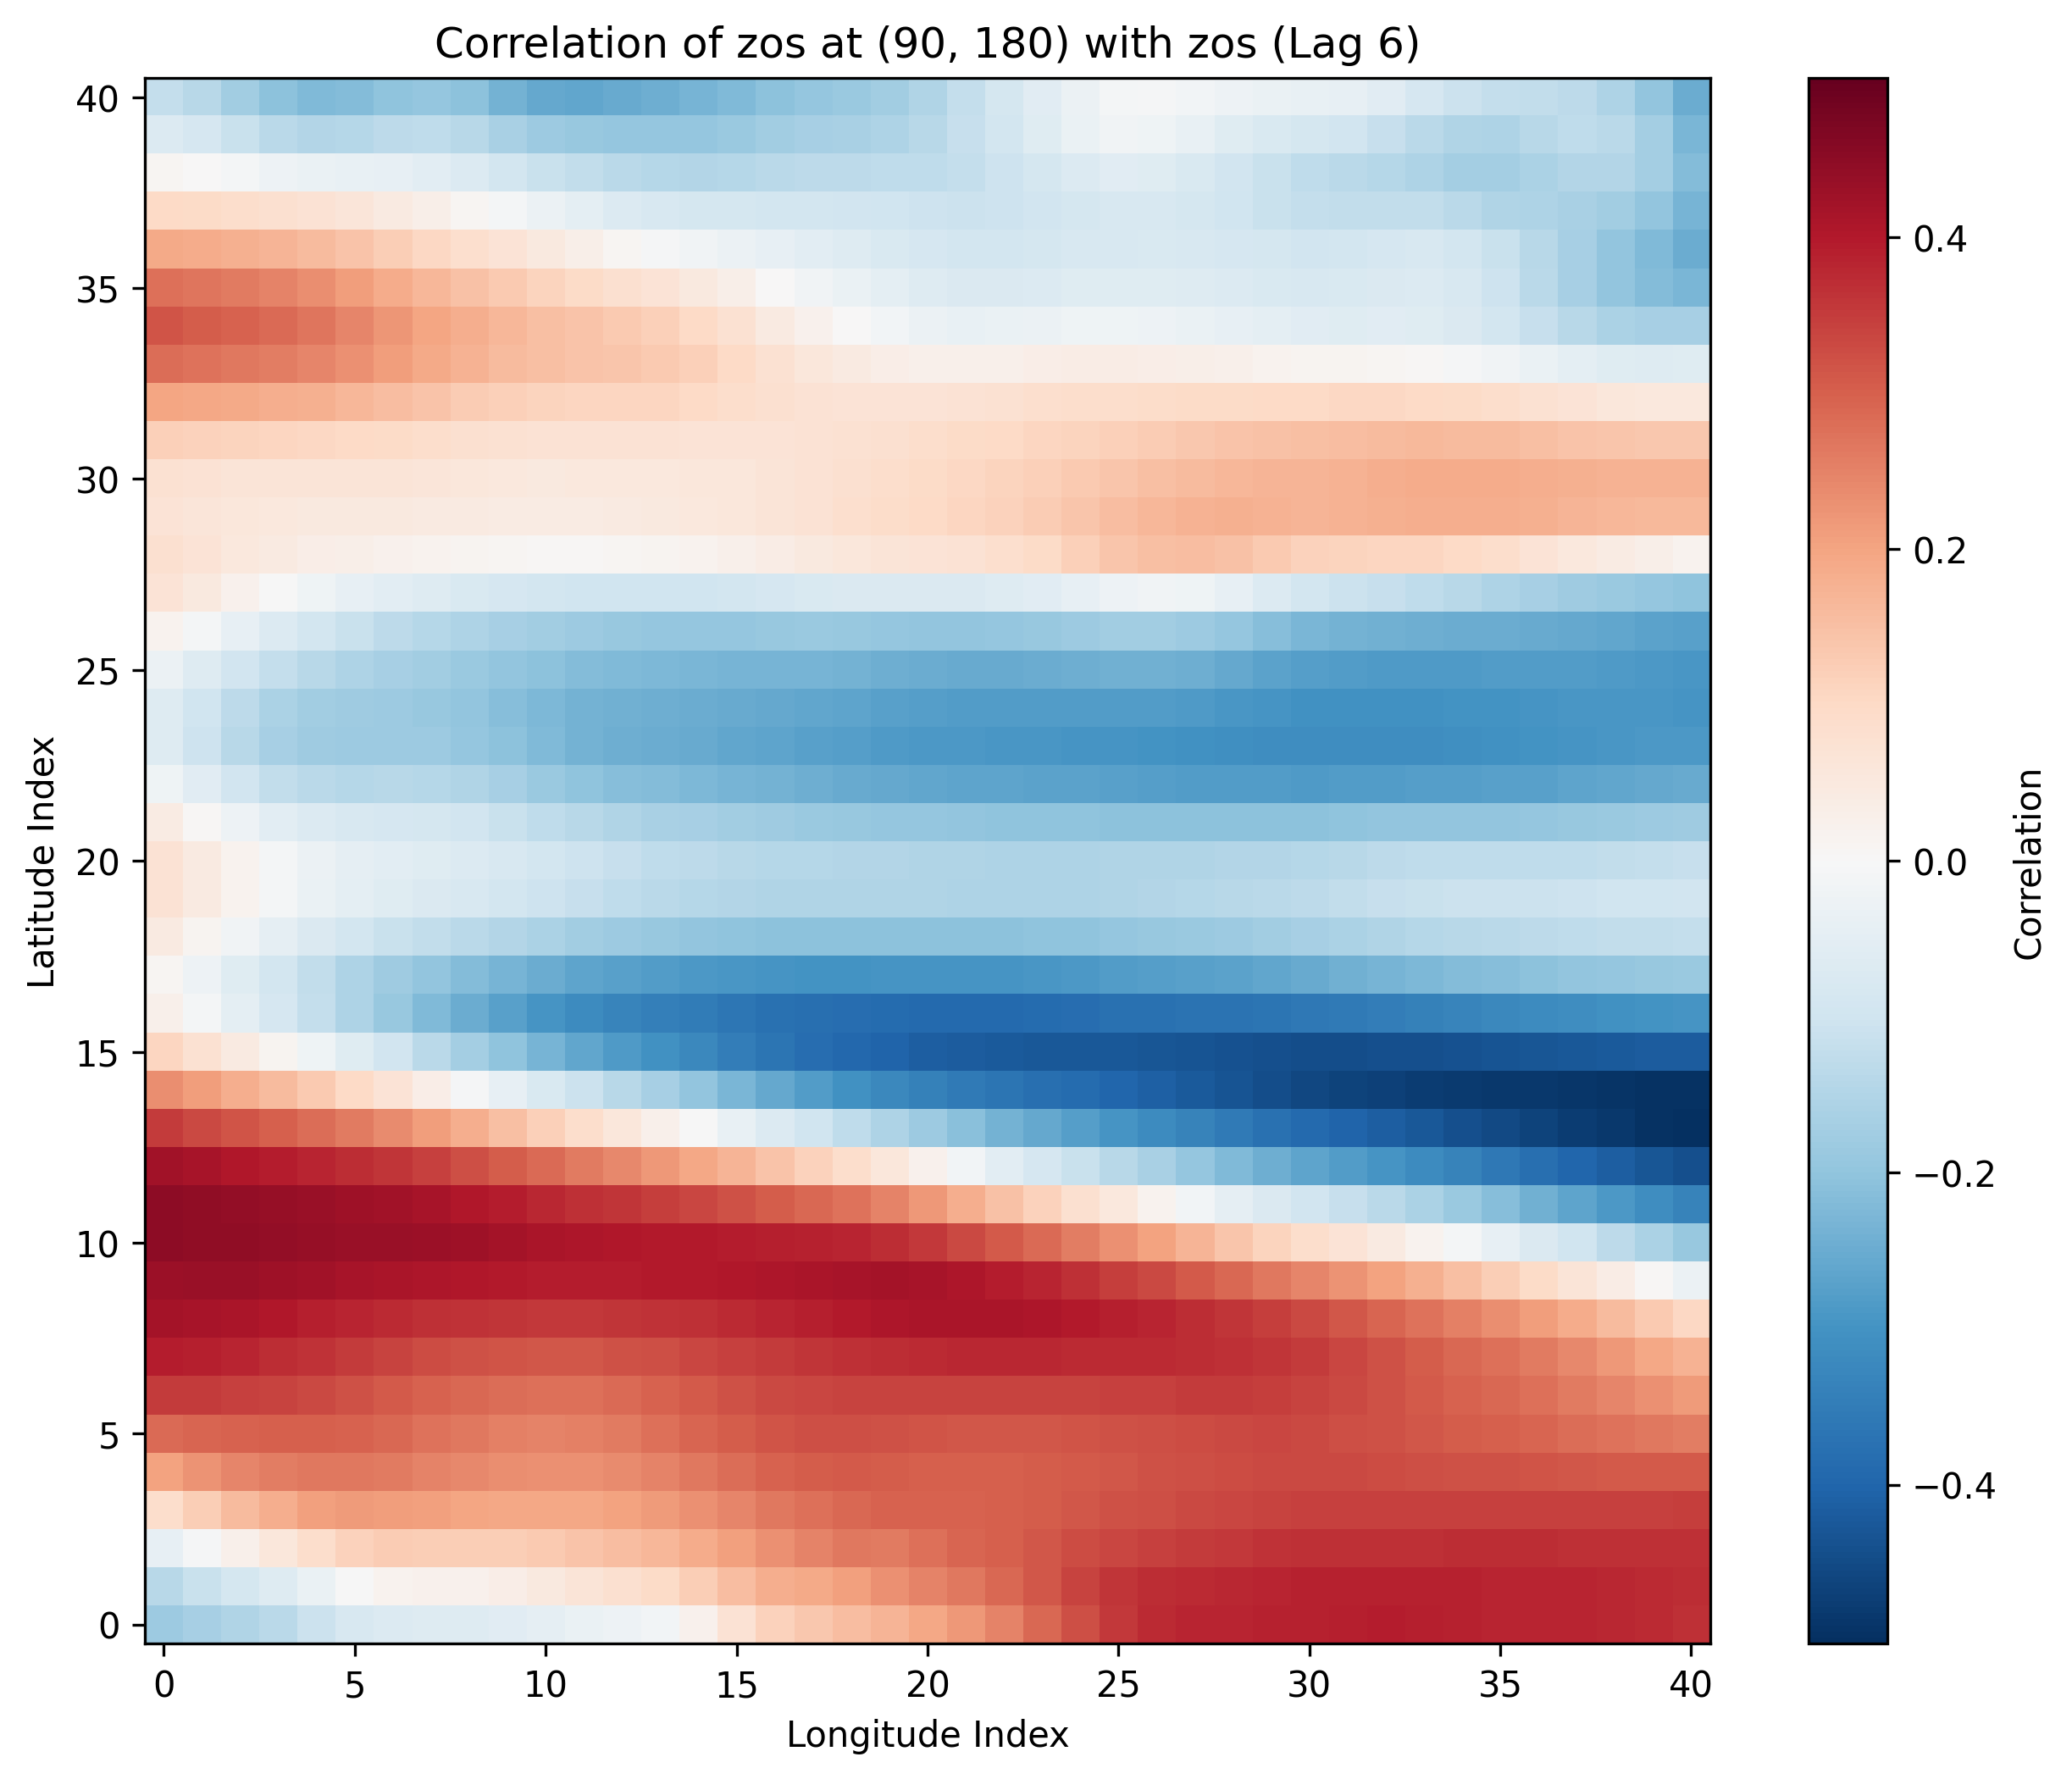 Correlation of zos at (90, 180) with zos (Lag 6)
40
35
30
25
20
15
10
5
0
Latitude Index
0 5 10 15 20 25 30 35 40
Longitude Index
0.4
0.2
0.0
−0.2
−0.4
Correlation